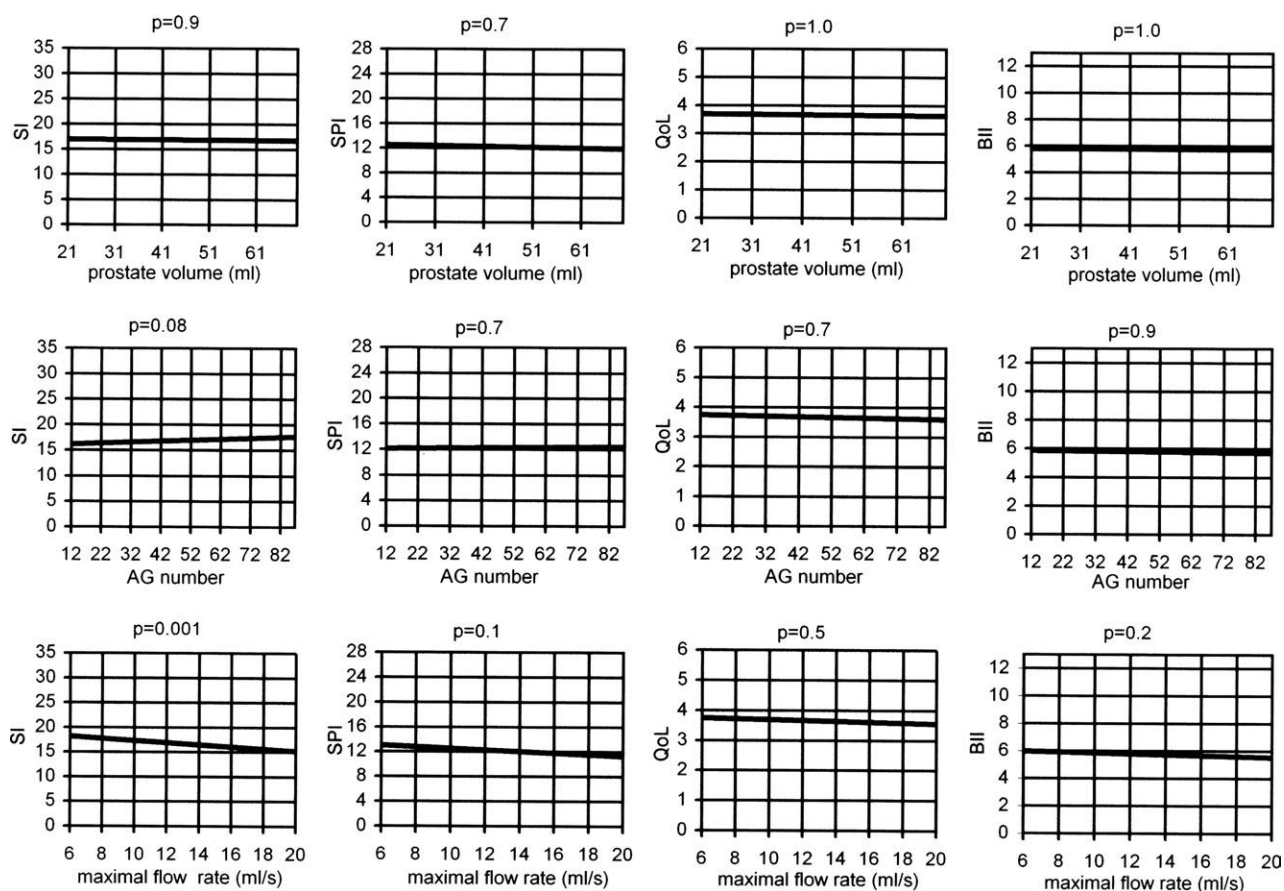 p=0.9
35
30
25
20
15
10
5
0
SI
21 31 41 51 61
prostate volume (ml)
p=0.7
28
24
20
16
12
8
4
0
SPI
21 31 41 51 61
prostate volume (ml)
p=1.0
6
5
4
3
2
1
0
QoL
21 31 41 51 61
prostate volume (ml)
p=1.0
12
10
8
6
4
2
0
BII
21 31 41 51 61
prostate volume (ml)
p=0.08
35
30
25
20
15
10
5
0
SI
12 22 32 42 52 62 72 82
AG number
p=0.7
28
24
20
16
12
8
4
0
SPI
12 22 32 42 52 62 72 82
AG number
p=0.7
6
5
4
3
2
1
0
QoL
12 22 32 42 52 62 72 82
AG number
p=0.9
12
10
8
6
4
2
0
BII
12 22 32 42 52 62 72 82
AG number
p=0.001
35
30
25
20
15
10
5
0
SI
6 8 10 12 14 16 18 20
maximal flow rate (ml/s)
p=0.1
28
24
20
16
12
8
4
0
SPI
6 8 10 12 14 16 18 20
maximal flow rate (ml/s)
p=0.5
6
5
4
3
2
1
0
QoL
6 8 10 12 14 16 18 20
maximal flow rate (ml/s)
p=0.2
12
10
8
6
4
2
0
BII
6 8 10 12 14 16 18 20
maximal flow rate (ml/s)